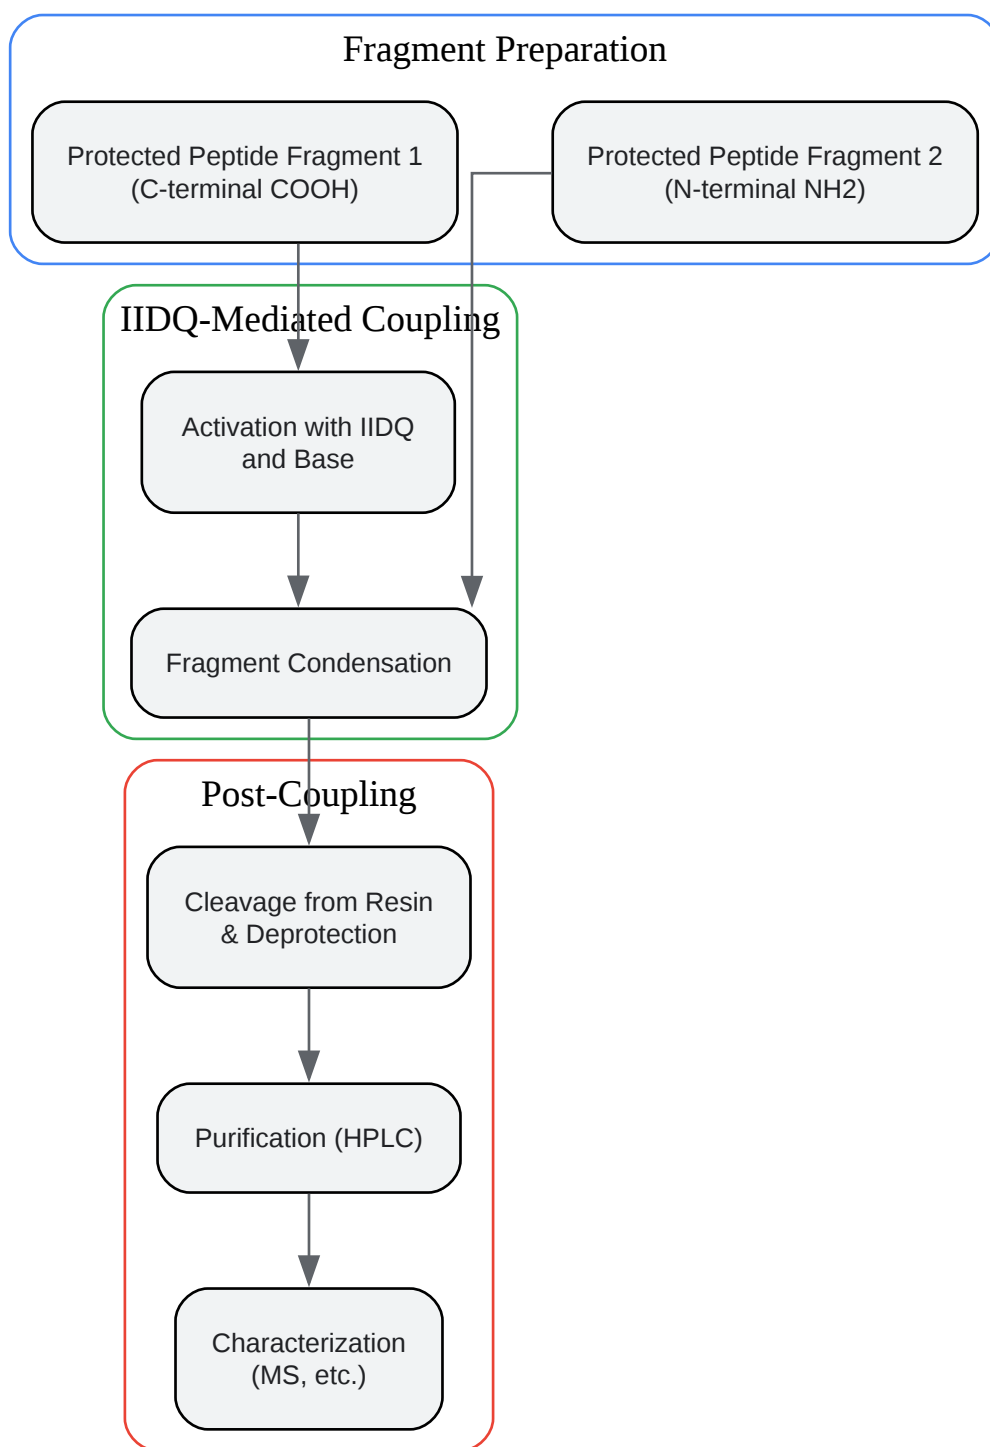 Fragment Preparation
Protected Peptide Fragment 1
(C-terminal COOH)
Protected Peptide Fragment 2
(N-terminal NH2)
IIDQ-Mediated Coupling
Activation with IIDQ
and Base
Fragment Condensation
Post-Coupling
Cleavage from Resin
& Deprotection
Purification (HPLC)
Characterization
(MS, etc.)